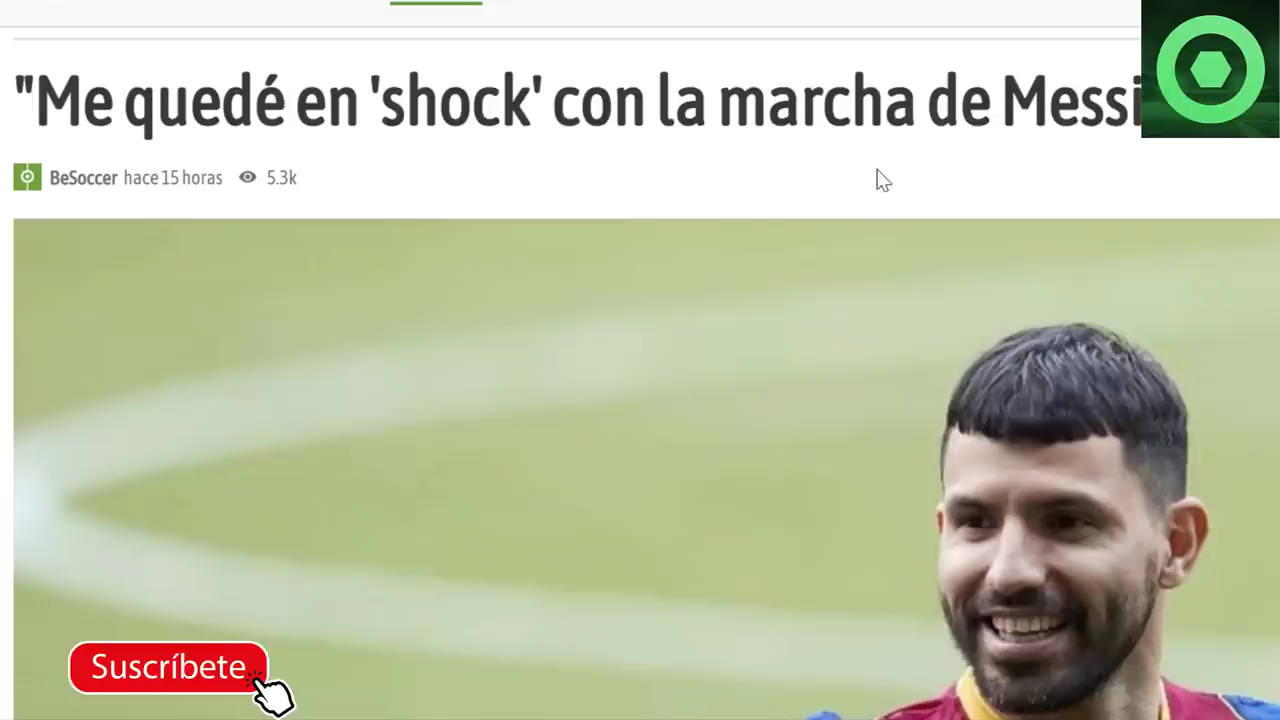 "Me quedé en 'shock' con la marcha de Messi
BeSoccer hace 15 horas 5.3k
Suscríbete